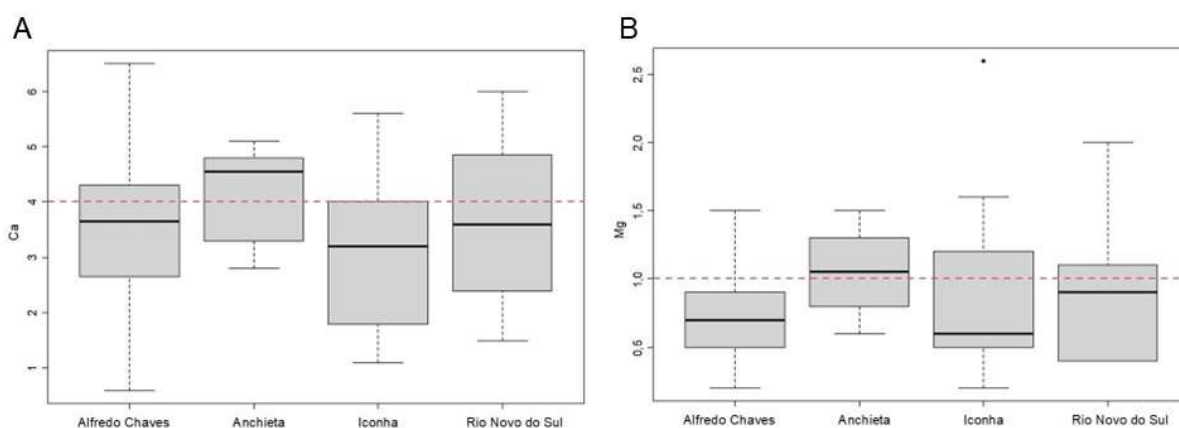 A
Ca
6
5
4
3
2
1
Alfredo Chaves Anchieta Iconha Rio Novo do Sul
B
Mg
2,5
2,0
1,5
1,0
0,5
Alfredo Chaves Anchieta Iconha Rio Novo do Sul